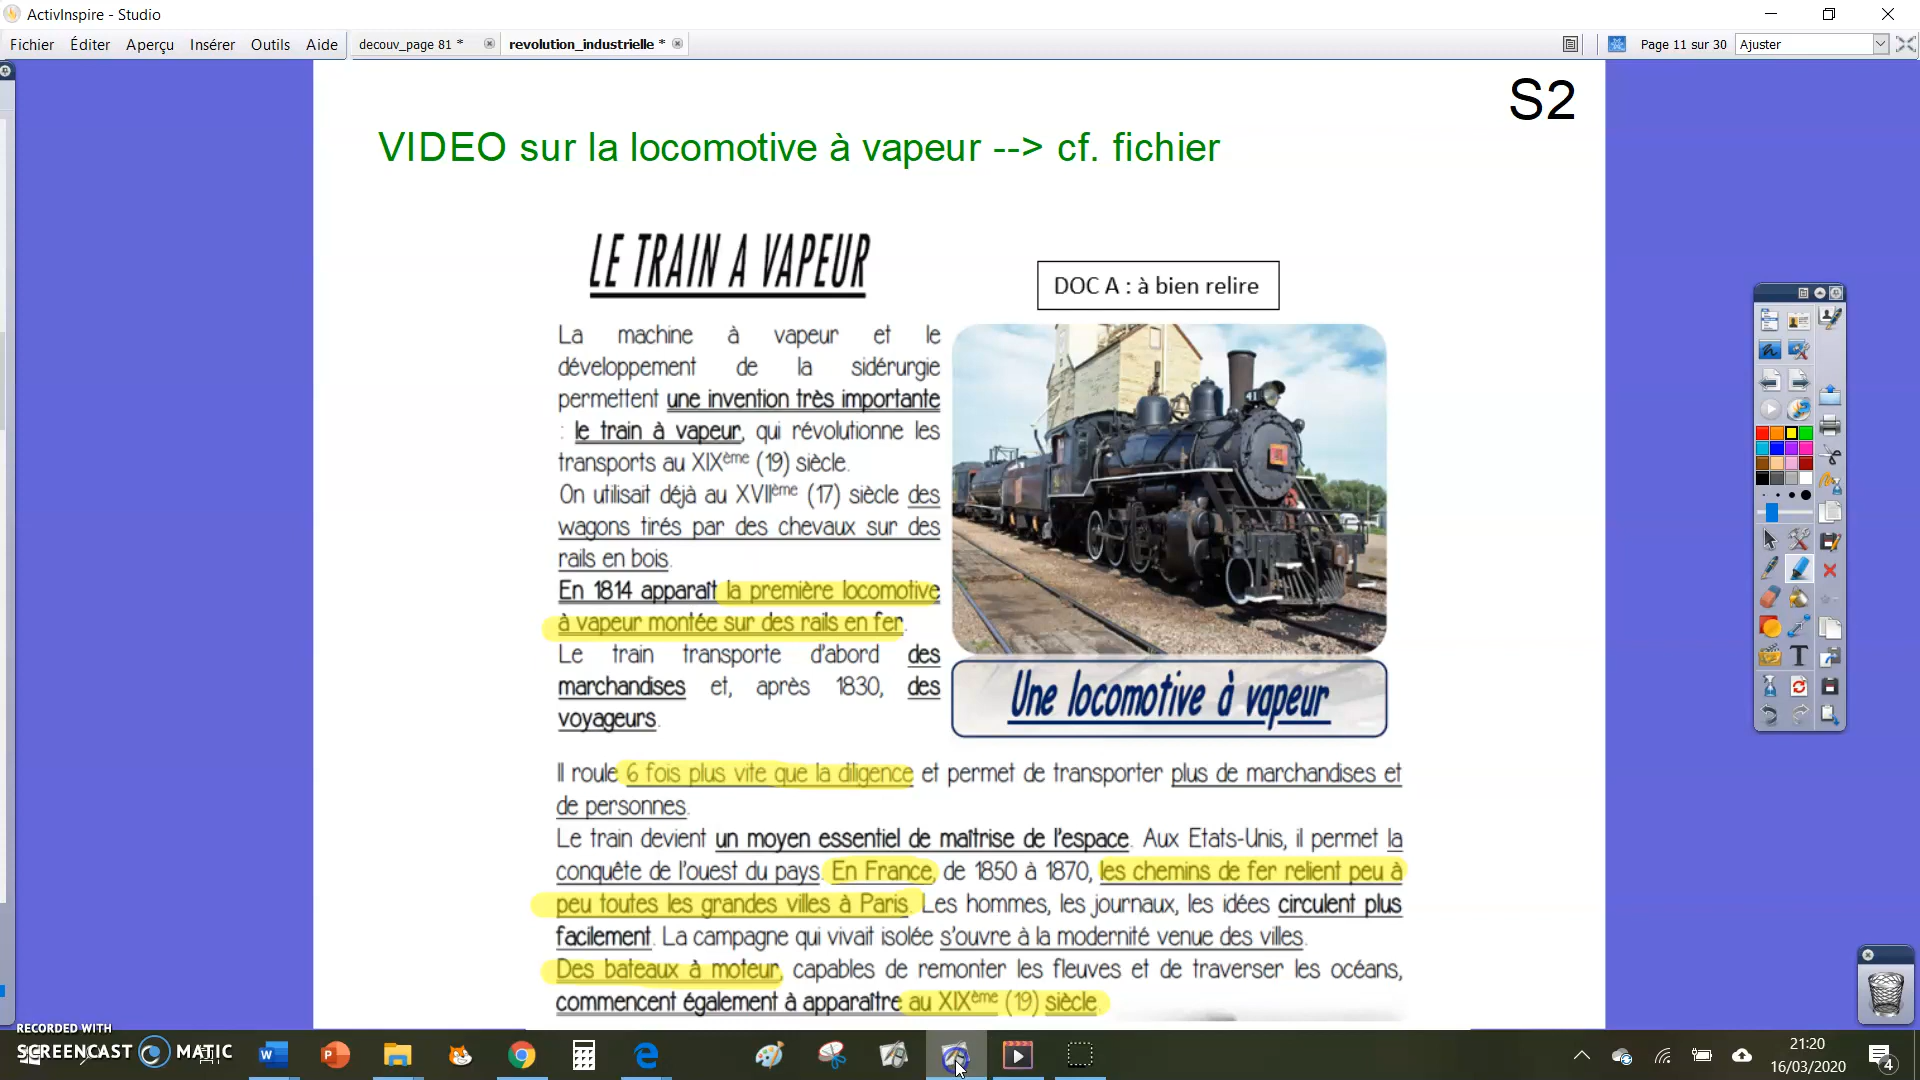 ActivInspire - Studio
Fichier Éditer Aperçu Insérer Outils Aide
decouv_page 81 * revolution_industrielle *
Page 11 sur 30 Ajuster
S2
VIDEO sur la locomotive à vapeur --> cf. fichier
LE TRAIN A VAPEUR
DOC A : à bien relire
La machine à vapeur et le
développement de la sidérurgie
permettent une invention très importante
: le train à vapeur, qui révolutionne les
transports au XIXème (19) siècle.
On utilisait déjà au XVIIème (17) siècle des
wagons tirés par des chevaux sur des
rails en bois.
En 1814 apparaît la première locomotive
à vapeur montée sur des rails en fer.
Le train transporte d'abord des
marchandises et, après 1830, des
voyageurs.
Une locomotive à vapeur
Il roule 6 fois plus vite que la diligence et permet de transporter plus de marchandises et
de personnes.
Le train devient un moyen essentiel de maîtrise de l'espace. Aux Etats-Unis, il permet la
conquête de l'ouest du pays. En France, de 1850 à 1870, les chemins de fer relient peu à
peu toutes les grandes villes à Paris. Les hommes, les journaux, les idées circulent plus
facilement. La campagne qui vivait isolée s'ouvre à la modernité venue des villes.
Des bateaux à moteur, capables de remonter les fleuves et de traverser les océans,
commencent également à apparaître au XIXème (19) siècle.
RECORDED WITH
SCREENCAST MATIC
21:20
16/03/2020
4